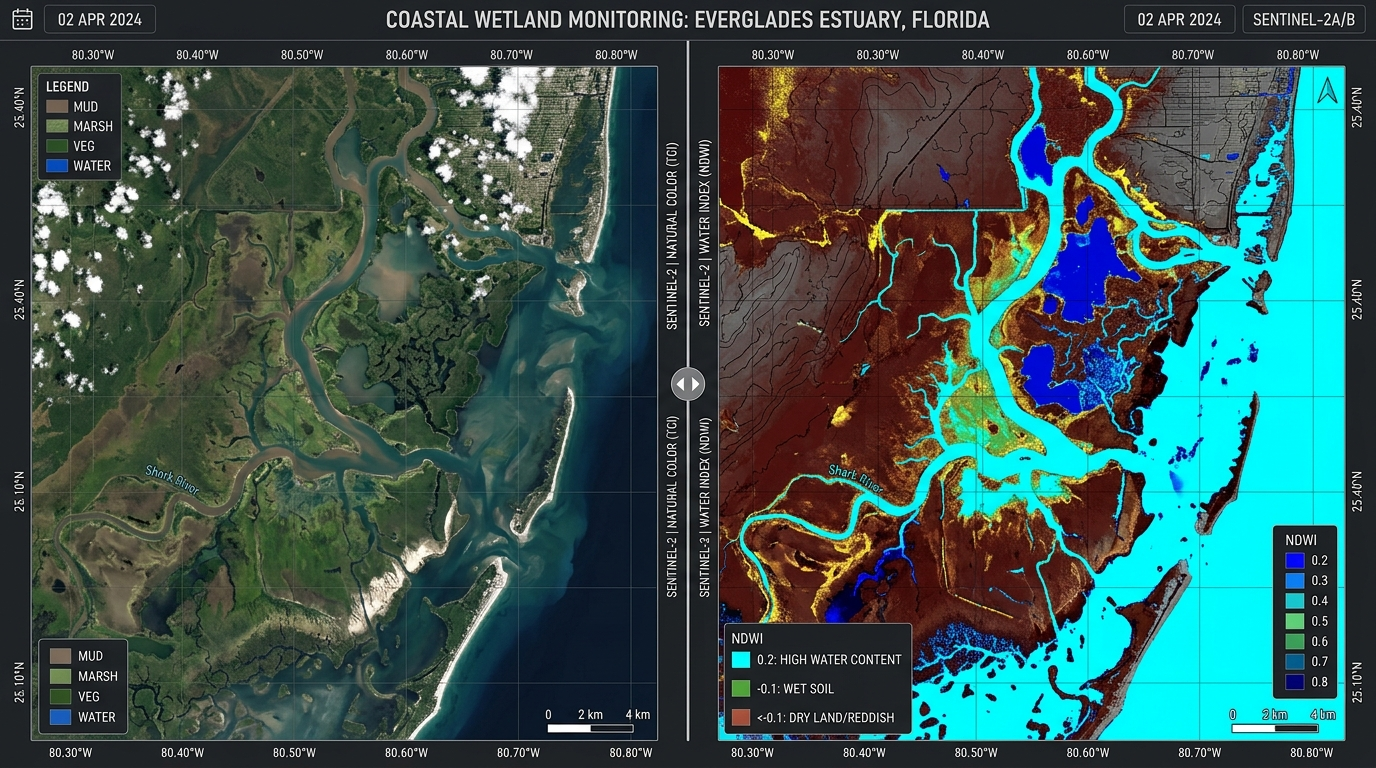 02 APR 2024
COASTAL WETLAND MONITORING: EVERGLADES ESTUARY, FLORIDA
02 APR 2024
SENTINEL-2A/B
80.30°W 80.40°W 80.50°W 80.60°W 80.70°W 80.80°W
80.30°W 80.30°W 80.40°W 80.60°W 80.70°W 80.80°W
LEGEND
MUD
MARSH
VEG
WATER
25.40°N
25.40°N
25.10°N
25.10°N
SENTINEL-2 | NATURAL COLOR (TCI)
SENTINEL-2 | NATURAL COLOR (TCI)
SENTINEL-2 | WATER INDEX (NDWI)
SENTINEL-2 | WATER INDEX (NDWI)
25.40°N
25.40°N
25.40°N
25.10°N
Shark River
Shark
MUD
MARSH
VEG
WATER
0 2 km 4 km
NDWI
0.2: HIGH WATER CONTENT
-0.1: WET SOIL
<-0.1: DRY LAND/REDDISH
NDWI
0.2
0.3
0.4
0.5
0.6
0.7
0.8
0 2 km 4 km
80.30°W 80.40°W 80.50°W 80.60°W 80.70°W 80.80°W
80.30°W 80.40°W 80.50°W 80.60°W 80.70°W 80.80°W